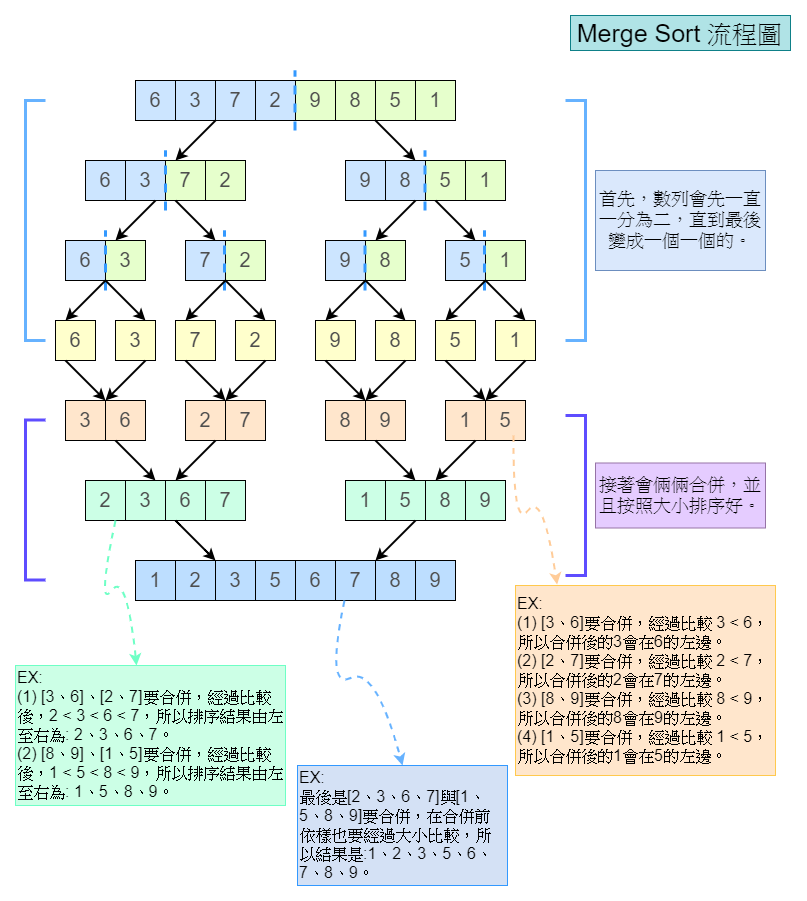 Merge Sort 流程圖
6 3 7 2 9 8 5 1
6 3 7 2 9 8 5 1
首先，數列會先一直
一分為二，直到最後
變成一個一個的。
6 3 7 2 9 8 5 1
6 3 7 2 9 8 5 1
3 6 2 7 8 9 1 5
接著會倆倆合併，並
且按照大小排序好。
2 3 6 7 1 5 8 9
1 2 3 5 6 7 8 9
EX:
(1) [3、6]要合併，經過比較 3 < 6，
所以合併後的3會在6的左邊。
(2) [2、7]要合併，經過比較 2 < 7，
所以合併後的2會在7的左邊。
(3) [8、9]要合併，經過比較 8 < 9，
所以合併後的8會在9的左邊。
(4) [1、5]要合併，經過比較 1 < 5，
所以合併後的1會在5的左邊。
EX:
(1) [3、6]、[2、7]要合併，經過比較
後，2 < 3 < 6 < 7，所以排序結果由左
至右為: 2、3、6、7。
(2) [8、9]、[1、5]要合併，經過比較
後，1 < 5 < 8 < 9，所以排序結果由左
至右為: 1、5、8、9。
EX:
最後是[2、3、6、7]與[1、
5、8、9]要合併，在合併前
依樣也要經過大小比較，所
以結果是:1、2、3、5、6、
7、8、9。